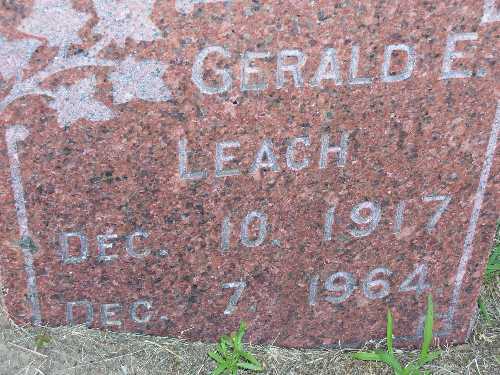 GERALD E.
LEACH
DEC. 10. 1917
DEC. 7, 1964